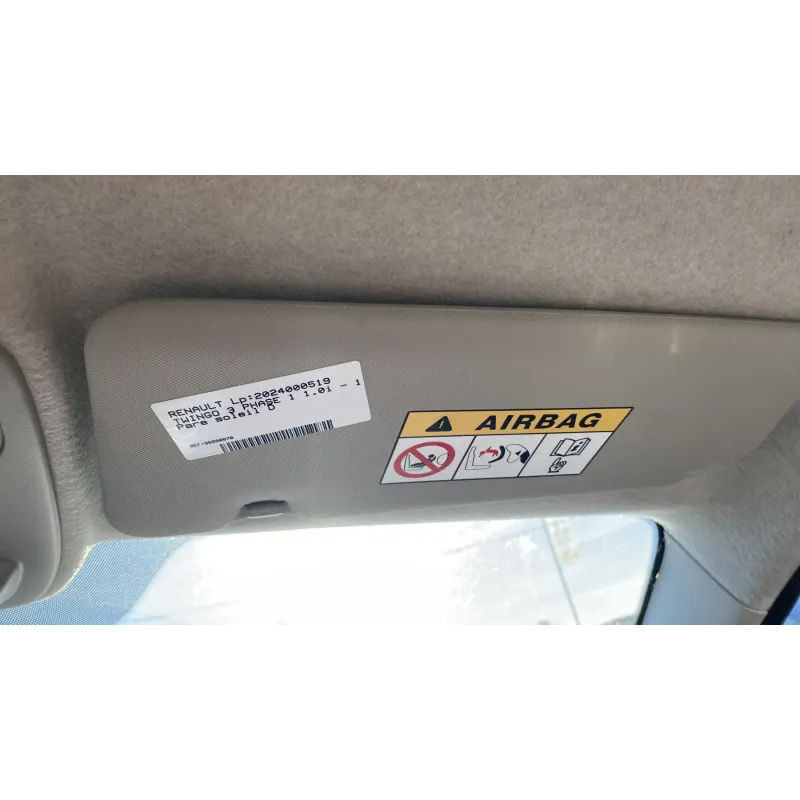 RENAULT Lp:2024000519
TWINGO 3 PHASE 1 1.0i - 1
Pare soleil D
AIRBAG